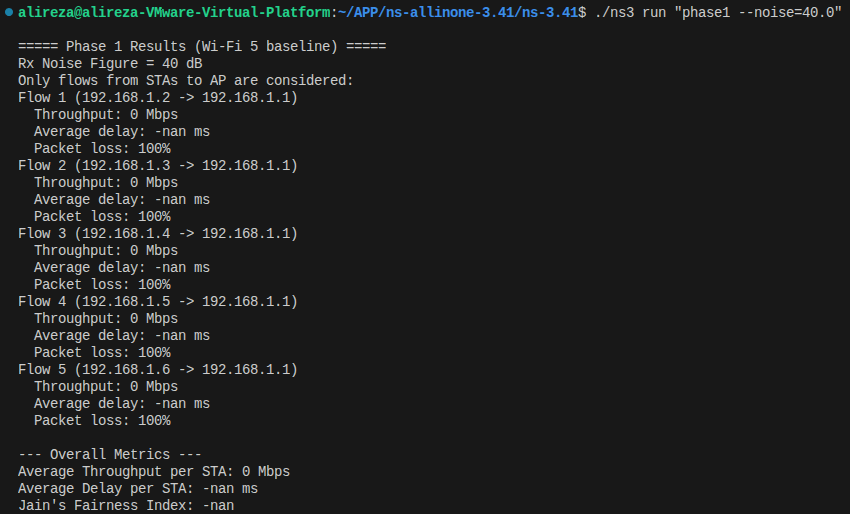 alireza@alireza-VMware-Virtual-Platform:~/APP/ns-allinone-3.41/ns-3.41$ ./ns3 run "phase1 --noise=40.0"
===== Phase 1 Results (Wi-Fi 5 baseline) =====
Rx Noise Figure = 40 dB
Only flows from STAs to AP are considered:
Flow 1 (192.168.1.2 -> 192.168.1.1)
Throughput: 0 Mbps
Average delay: -nan ms
Packet loss: 100%
Flow 2 (192.168.1.3 -> 192.168.1.1)
Throughput: 0 Mbps
Average delay: -nan ms
Packet loss: 100%
Flow 3 (192.168.1.4 -> 192.168.1.1)
Throughput: 0 Mbps
Average delay: -nan ms
Packet loss: 100%
Flow 4 (192.168.1.5 -> 192.168.1.1)
Throughput: 0 Mbps
Average delay: -nan ms
Packet loss: 100%
Flow 5 (192.168.1.6 -> 192.168.1.1)
Throughput: 0 Mbps
Average delay: -nan ms
Packet loss: 100%
--- Overall Metrics ---
Average Throughput per STA: 0 Mbps
Average Delay per STA: -nan ms
Jain's Fairness Index: -nan